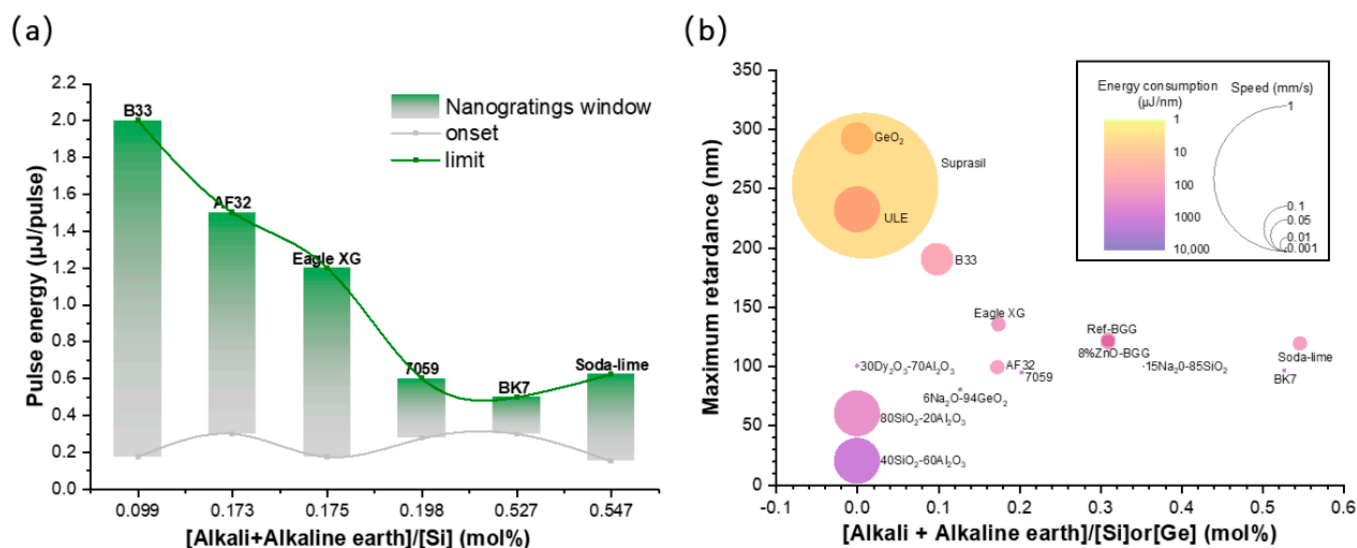 (a)
Pulse energy (μJ/pulse)
2.2
2.0
1.8
1.6
1.4
1.2
1.0
0.8
0.6
0.4
0.2
0.0
B33
AF32
Eagle XG
7059
BK7
Soda-lime
Nanogratings window
onset
limit
0.099
0.173
0.175
0.198
0.527
0.547
[Alkali+Alkaline earth]/[Si] (mol%)
(b)
Maximum retardance (nm)
350
300
250
200
150
100
50
0
Energy consumption
(μJ/nm)
1
10
100
1000
10,000
Speed (mm/s)
1
0.1
0.05
0.01
0.001
GeO₂
Suprasil
ULE
B33
Eagle XG
Ref-BGG
8%ZnO-BGG
15Na₂0-85SiO₂
Soda-lime
BK7
30Dy₂O₃-70Al₂O₃
AF32
7059
6Na₂O-94GeO₂
80SiO₂-20Al₂O₃
40SiO₂-60Al₂O₃
-0.1
0.0
0.1
0.2
0.3
0.4
0.5
0.6
[Alkali + Alkaline earth]/[Si]or[Ge] (mol%)